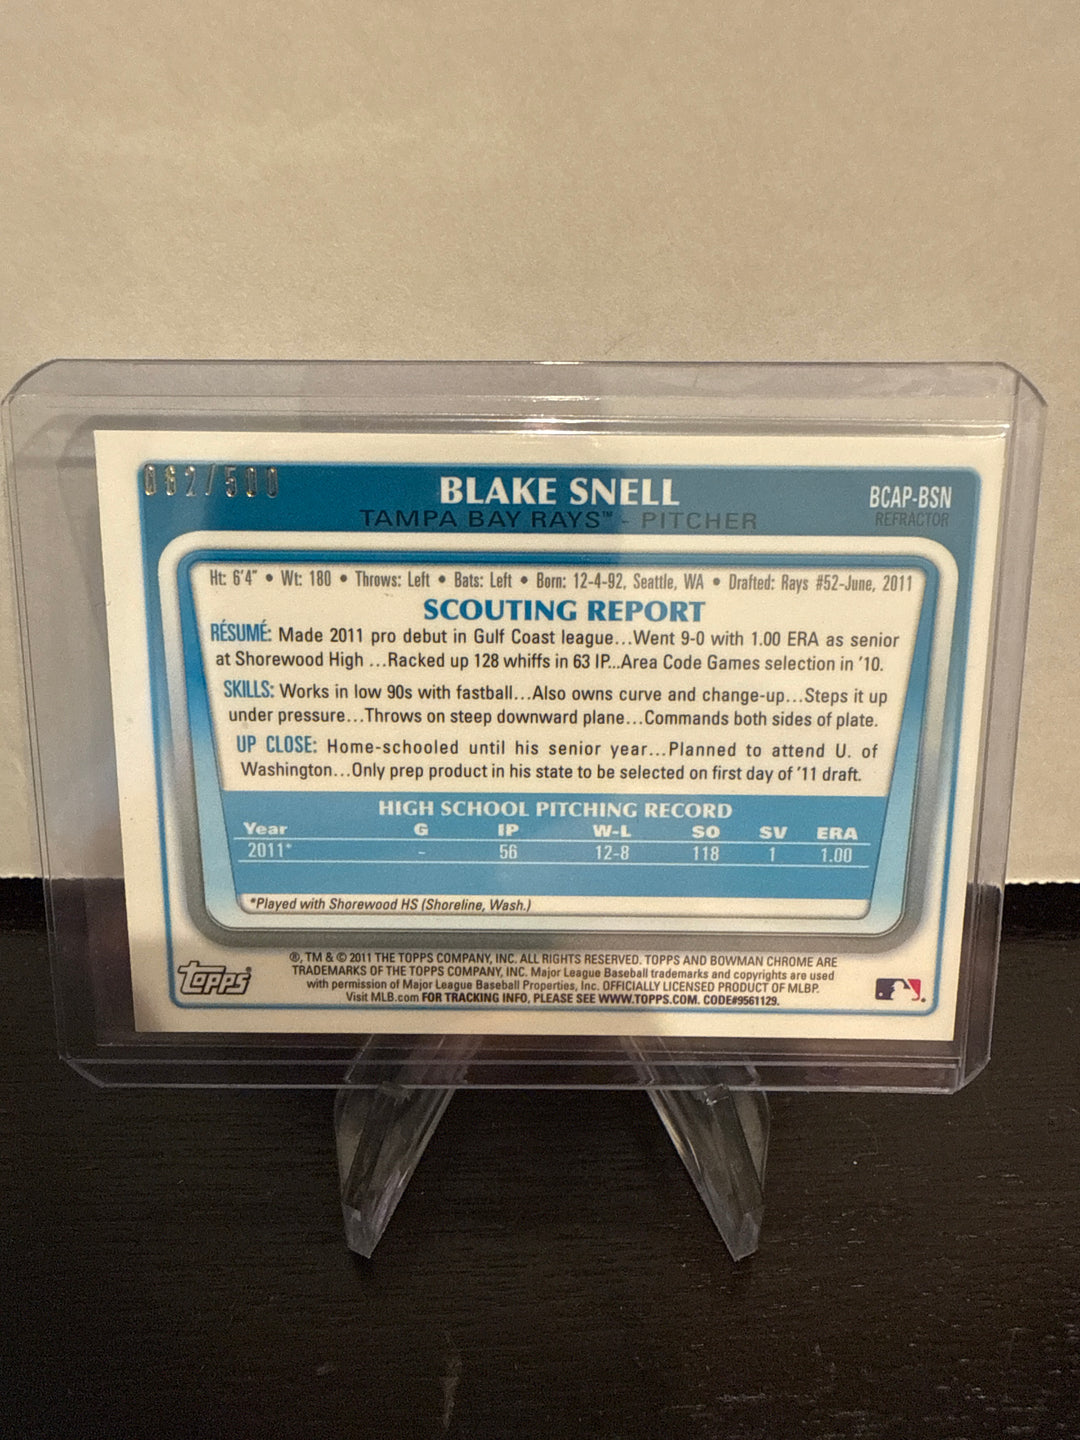 062/500
BLAKE SNELL
BCAP-BSN
TAMPA BAY RAYS™ - PITCHER
REFRACTOR
Ht: 6'4" • Wt: 180 • Throws: Left • Bats: Left • Born: 12-4-92, Seattle, WA • Drafted: Rays #52-June, 2011
SCOUTING REPORT
RÉSUMÉ: Made 2011 pro debut in Gulf Coast league...Went 9-0 with 1.00 ERA as senior
at Shorewood High ...Racked up 128 whiffs in 63 IP...Area Code Games selection in '10.
SKILLS: Works in low 90s with fastball...Also owns curve and change-up...Steps it up
under pressure...Throws on steep downward plane...Commands both sides of plate.
UP CLOSE: Home-schooled until his senior year...Planned to attend U. of
Washington...Only prep product in his state to be selected on first day of '11 draft.
HIGH SCHOOL PITCHING RECORD
Year G IP W-L SO SV ERA
2011* - 56 12-8 118 1 1.00
*Played with Shorewood HS (Shoreline, Wash.)
topps®
®, TM & © 2011 THE TOPPS COMPANY, INC. ALL RIGHTS RESERVED. TOPPS AND BOWMAN CHROME ARE
TRADEMARKS OF THE TOPPS COMPANY, INC. Major League Baseball trademarks and copyrights are used
with permission of Major League Baseball Properties, Inc. OFFICIALLY LICENSED PRODUCT OF MLBP.
Visit MLB.com FOR TRACKING INFO, PLEASE SEE WWW.TOPPS.COM. CODE#9561129.